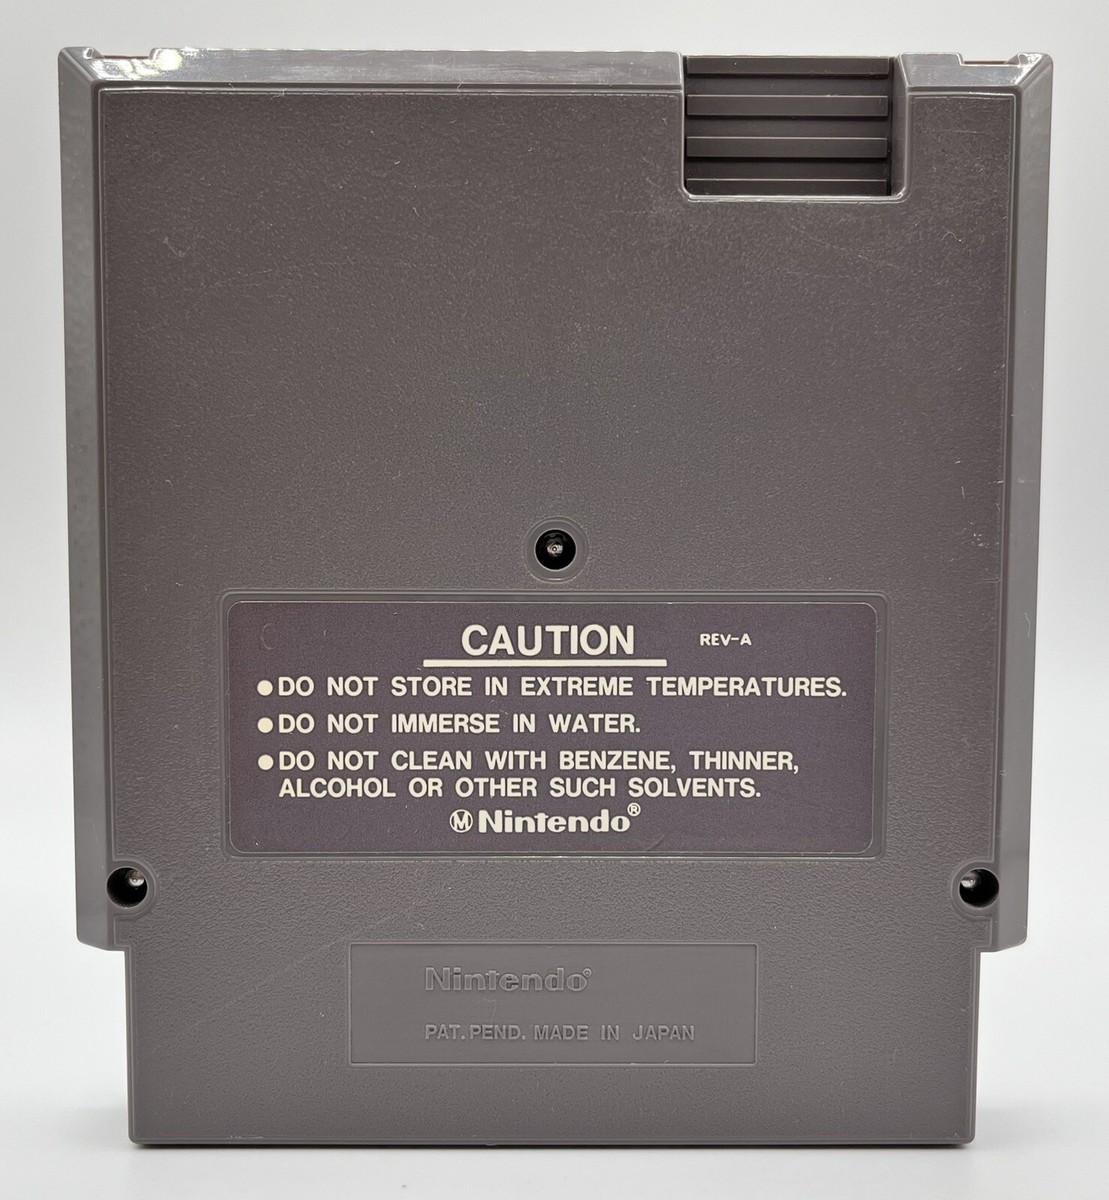 CAUTION REV-A
●DO NOT STORE IN EXTREME TEMPERATURES.
●DO NOT IMMERSE IN WATER.
●DO NOT CLEAN WITH BENZENE, THINNER,
ALCOHOL OR OTHER SUCH SOLVENTS.
Ⓜ Nintendo®
Nintendo®
PAT. PEND. MADE IN JAPAN